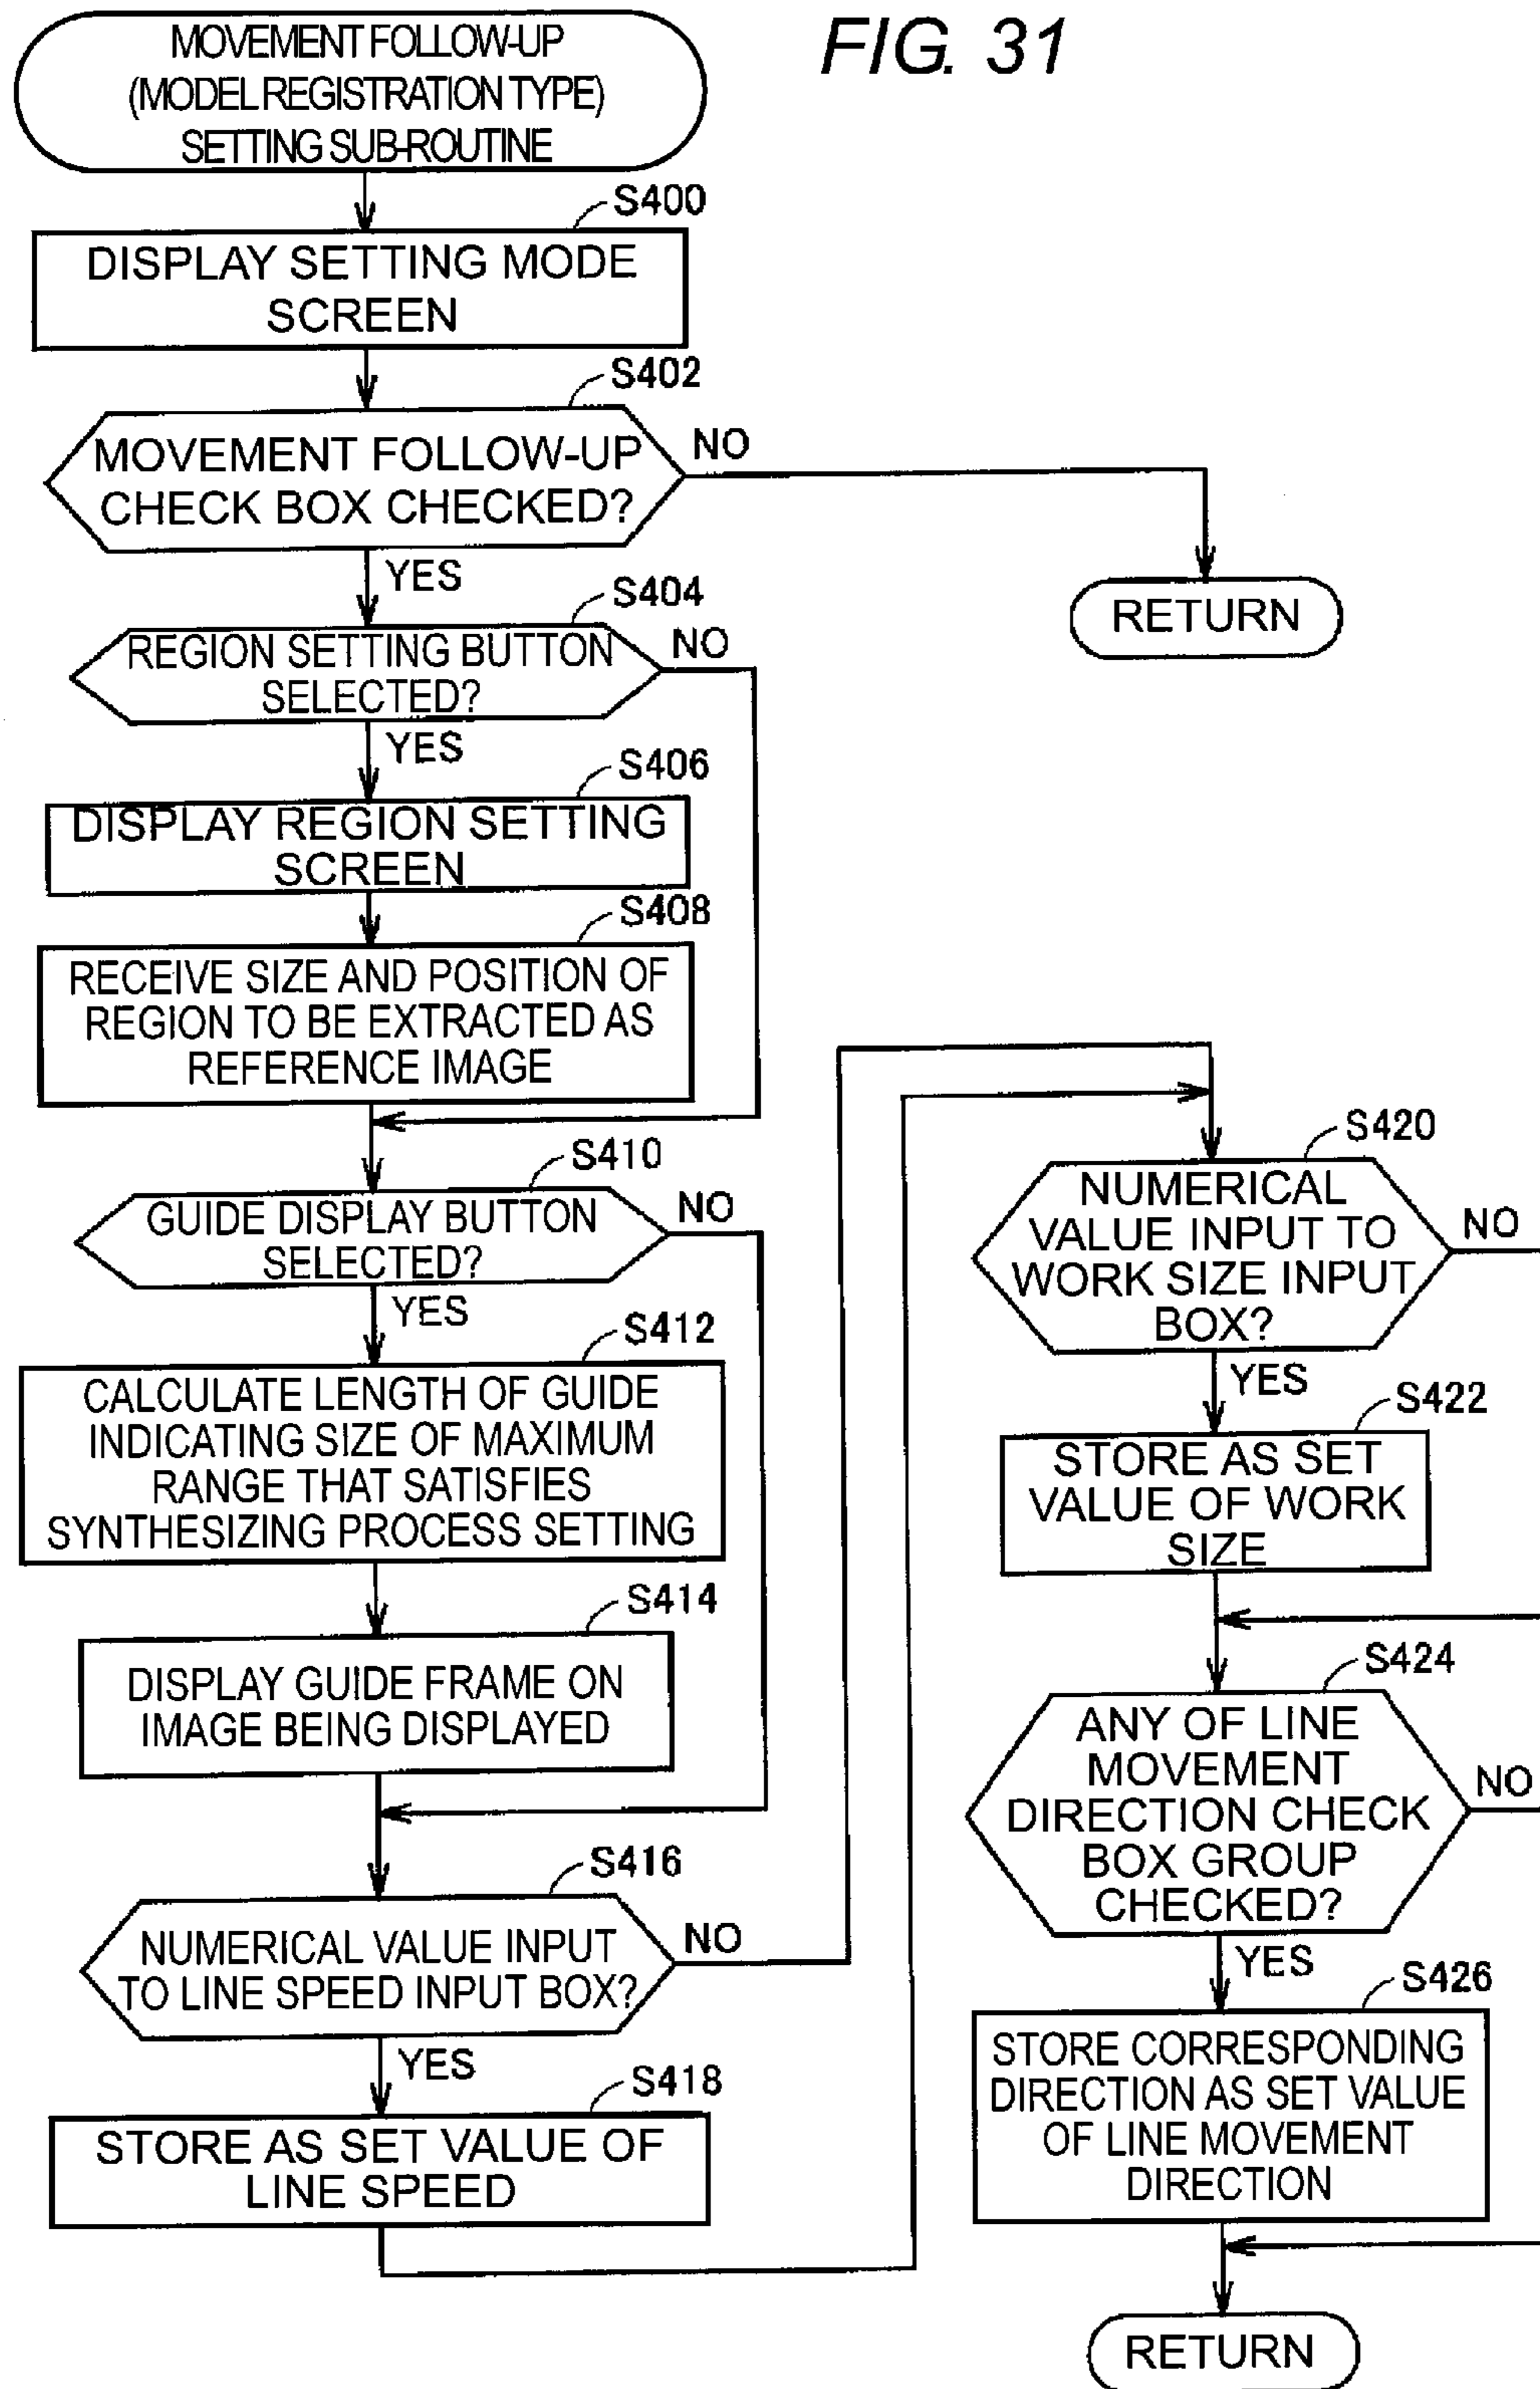 FIG. 31
MOVEMENT FOLLOW-UP
(MODEL REGISTRATION TYPE)
SETTING SUB-ROUTINE
S400
DISPLAY SETTING MODE
SCREEN
S402
MOVEMENT FOLLOW-UP
CHECK BOX CHECKED?
NO
RETURN
YES
S404
REGION SETTING BUTTON
SELECTED?
NO
YES
S406
DISPLAY REGION SETTING
SCREEN
S408
RECEIVE SIZE AND POSITION OF
REGION TO BE EXTRACTED AS
REFERENCE IMAGE
S410
GUIDE DISPLAY BUTTON
SELECTED?
NO
YES
S412
CALCULATE LENGTH OF GUIDE
INDICATING SIZE OF MAXIMUM
RANGE THAT SATISFIES
SYNTHESIZING PROCESS SETTING
S414
DISPLAY GUIDE FRAME ON
IMAGE BEING DISPLAYED
S416
NUMERICAL VALUE INPUT
TO LINE SPEED INPUT BOX?
NO
YES
S418
STORE AS SET VALUE OF
LINE SPEED
S420
NUMERICAL
VALUE INPUT TO
WORK SIZE INPUT
BOX?
NO
YES
S422
STORE AS SET
VALUE OF WORK
SIZE
S424
ANY OF LINE
MOVEMENT
DIRECTION CHECK
BOX GROUP
CHECKED?
NO
YES
S426
STORE CORRESPONDING
DIRECTION AS SET VALUE
OF LINE MOVEMENT
DIRECTION
RETURN